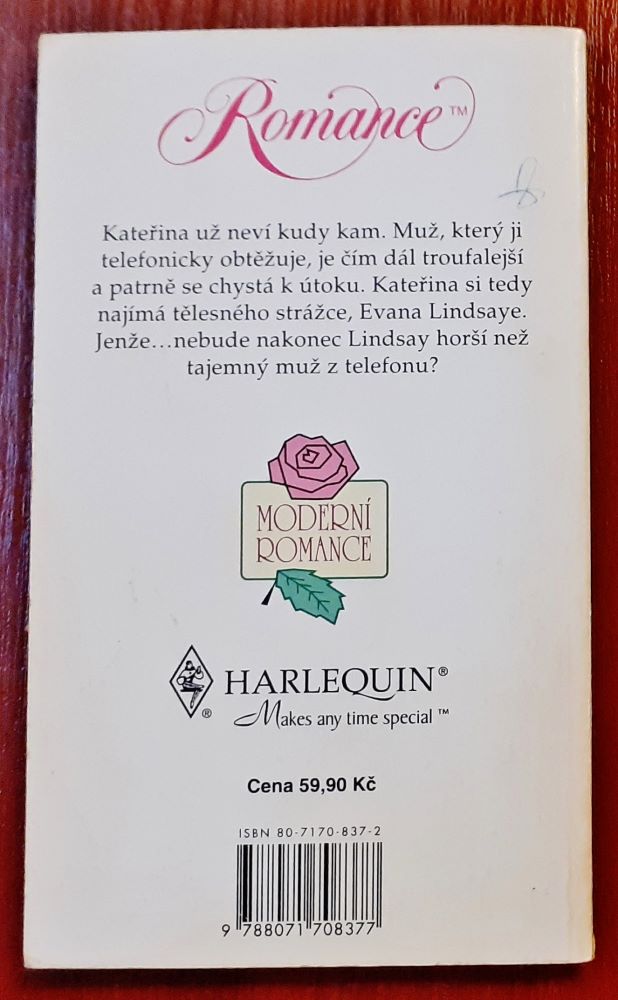 Romance™
Kateřina už neví kudy kam. Muž, který ji
telefonicky obtěžuje, je čím dál troufalejší
a patrně se chystá k útoku. Kateřina si tedy
najímá tělesného strážce, Evana Lindsaye.
Jenže...nebude nakonec Lindsay horší než
tajemný muž z telefonu?
MODERNÍ
ROMANCE
® HARLEQUIN®
Makes any time special™
Cena 59,90 Kč
ISBN 80-7170-837-2
9 788071 708377